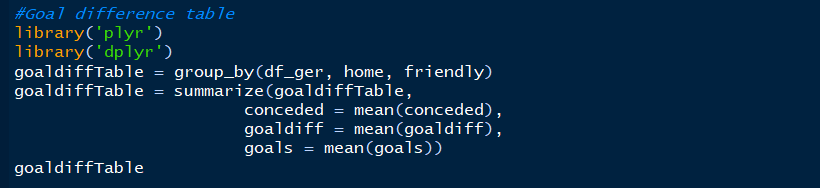 #Goal difference table
library('plyr')
library('dplyr')
goaldiffTable = group_by(df_ger, home, friendly)
goaldiffTable = summarize(goaldiffTable,
                       conceded = mean(conceded),
                       goaldiff = mean(goaldiff),
                       goals = mean(goals))
goaldiffTable